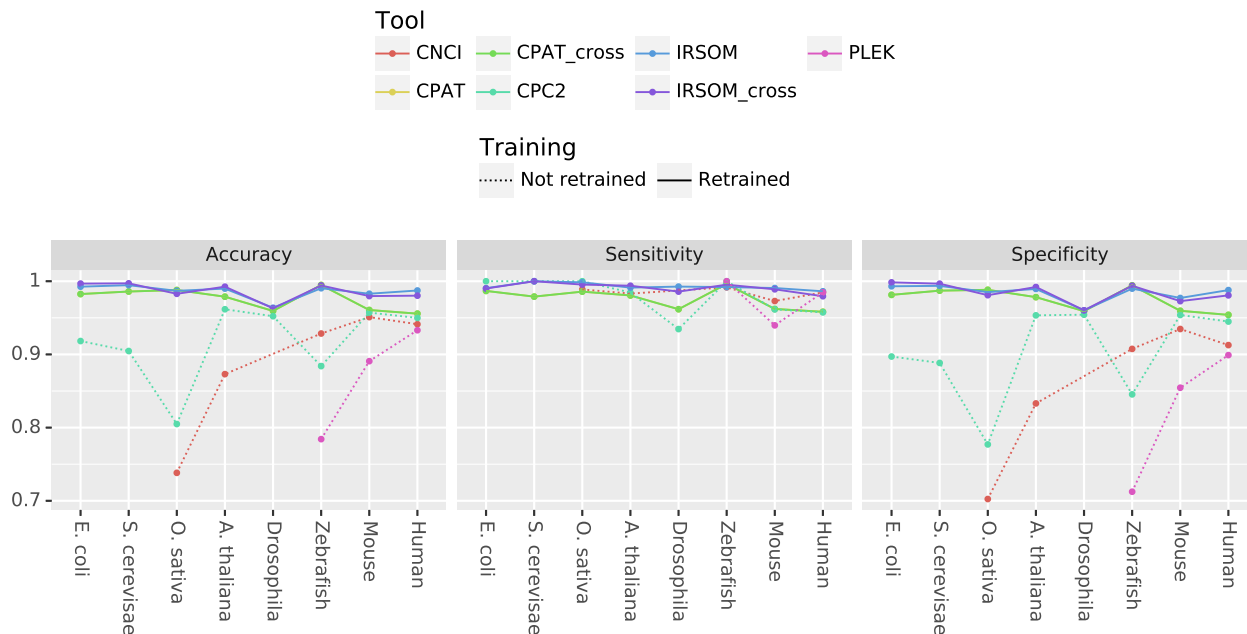 Tool
CNCI CPAT_cross IRSOM PLEK
CPAT CPC2 IRSOM_cross
Training
Not retrained Retrained
Accuracy Sensitivity Specificity
1
0.9
0.8
0.7
E. coli S. cerevisae O. sativa A. thaliana Drosophila Zebrafish Mouse Human
E. coli S. cerevisae O. sativa A. thaliana Drosophila Zebrafish Mouse Human
E. coli S. cerevisae O. sativa A. thaliana Drosophila Zebrafish Mouse Human